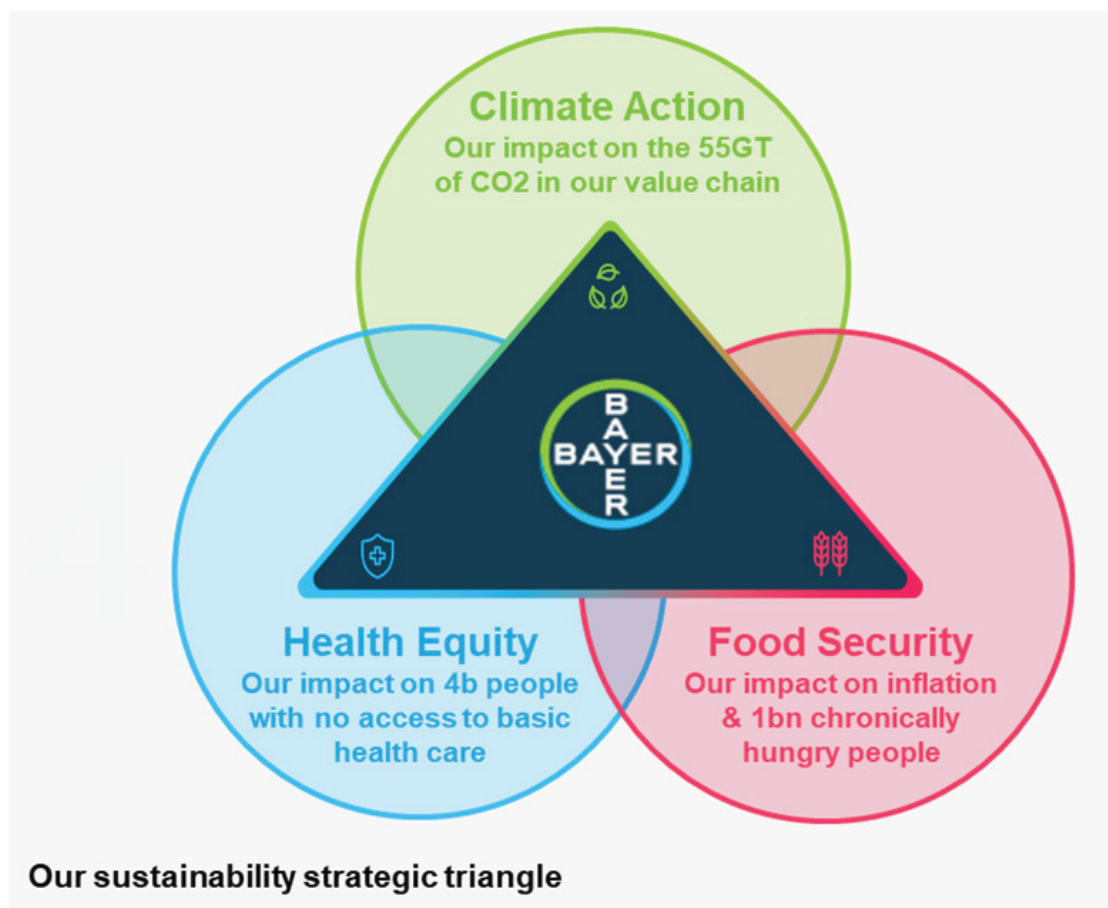 Climate Action
Our impact on the 55GT
of CO2 in our value chain
BAYER
BAYER
Health Equity
Our impact on 4b people
with no access to basic
health care
Food Security
Our impact on inflation
& 1bn chronically
hungry people
Our sustainability strategic triangle